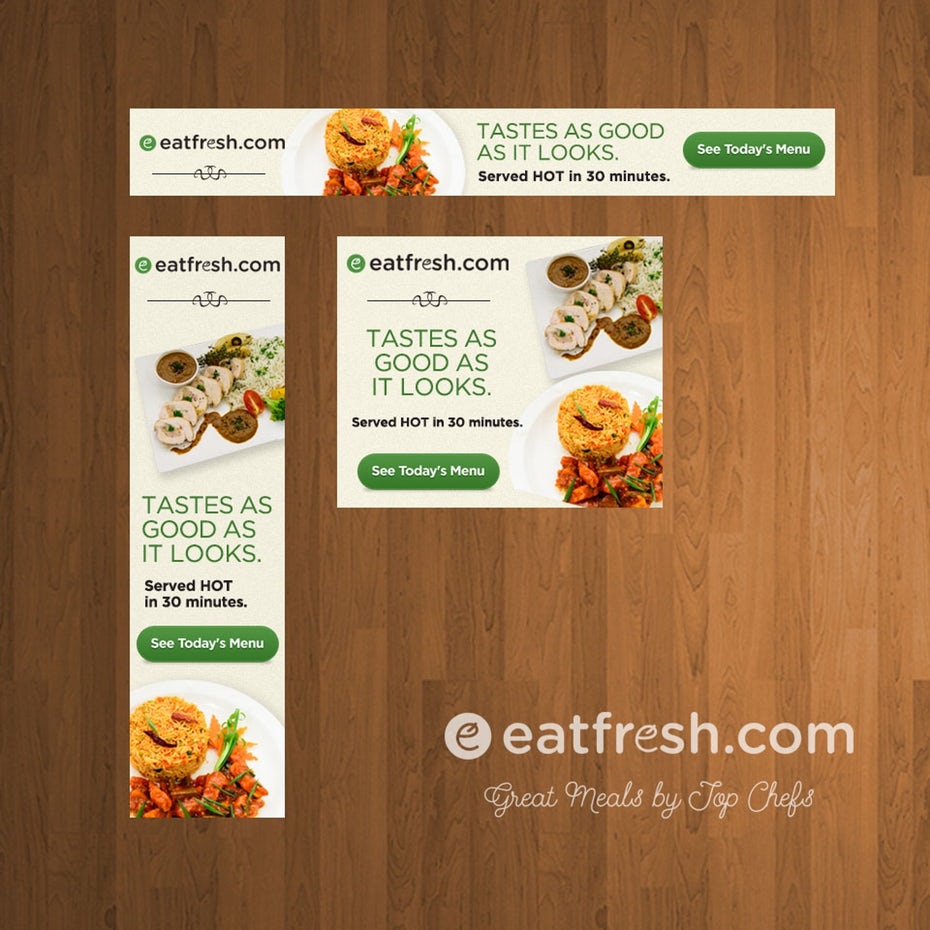 eatfresh.com
TASTES AS GOOD
AS IT LOOKS.
Served HOT in 30 minutes.
See Today's Menu
eatfresh.com
TASTES AS
GOOD AS
IT LOOKS.
Served HOT
in 30 minutes.
See Today's Menu
eatfresh.com
TASTES AS
GOOD AS
IT LOOKS.
Served HOT in 30 minutes.
See Today's Menu
eatfresh.com
Great Meals by Top Chefs